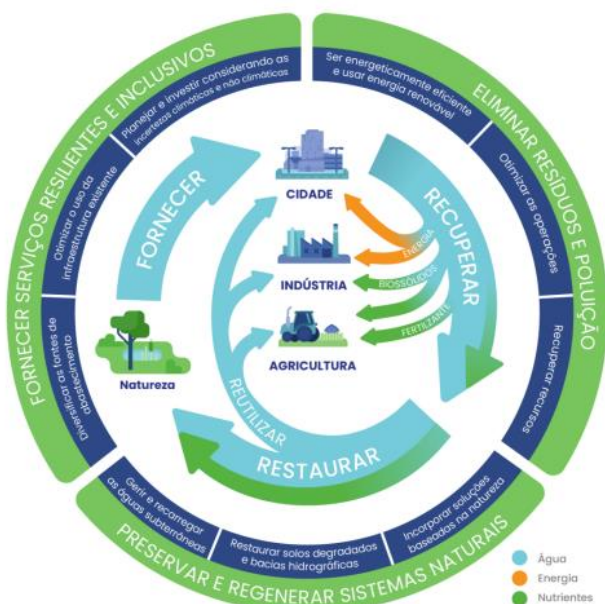 FORNECER SERVIÇOS RESILIENTES E INCLUSIVOS
Planejar e investir considerando as
incertezas climáticas e não climáticas
Otimizar o uso da
infraestrutura existente
Diversificar as fontes de
abastecimento
ELIMINAR RESÍDUOS E POLUIÇÃO
Ser energeticamente eficiente
e usar energia renovável
Otimizar as operações
Recuperar recursos
PRESERVAR E REGENERAR SISTEMAS NATURAIS
Gerir e recarregar
as águas subterrâneas
Restaurar solos degradados
e bacias hidrográficas
Incorporar soluções
baseadas na natureza
FORNECER
RECUPERAR
RESTAURAR
REUTILIZAR
CIDADE
INDÚSTRIA
AGRICULTURA
Natureza
ENERGIA
BIOSSÓLIDOS
FERTILZANTE
Água
Energia
Nutrientes